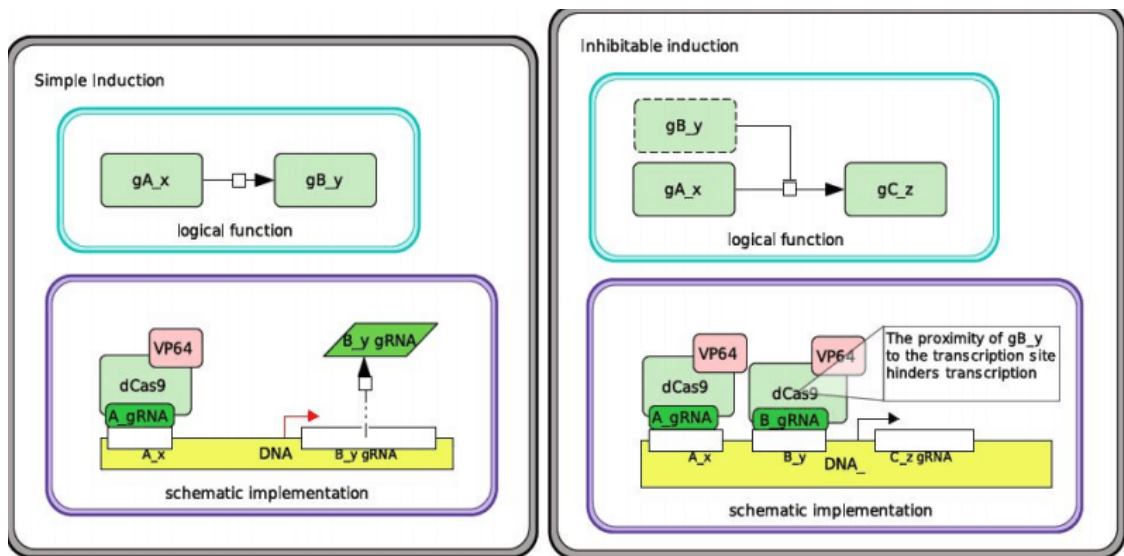 Simple Induction
gA_x
gB_y
logical function
VP64
dCas9
A_gRNA
B_y gRNA
A_x
DNA
B_y gRNA
schematic implementation
Inhibitable induction
gB_y
gA_x
gC_z
logical function
VP64
dCas9
A_gRNA
VP64
dCas9
B_gRNA
The proximity of gB_y
to the transcription site
hinders transcription
A_x
B_y
DNA_
C_z gRNA
schematic implementation